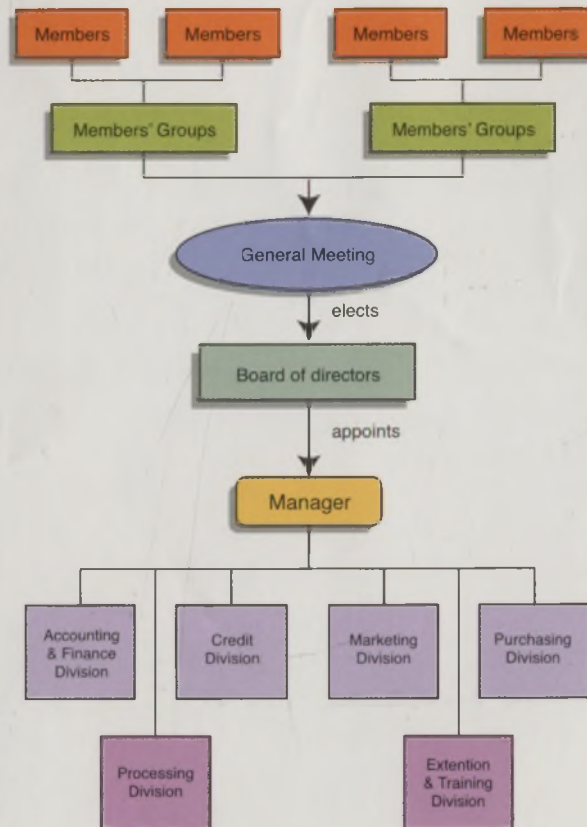 Members
Members
Members
Members
Members' Groups
Members' Groups
General Meeting
elects
Board of directors
appoints
Manager
Accounting
& Finance
Division
Credit
Division
Marketing
Division
Purchasing
Division
Processing
Division
Extention
& Training
Division